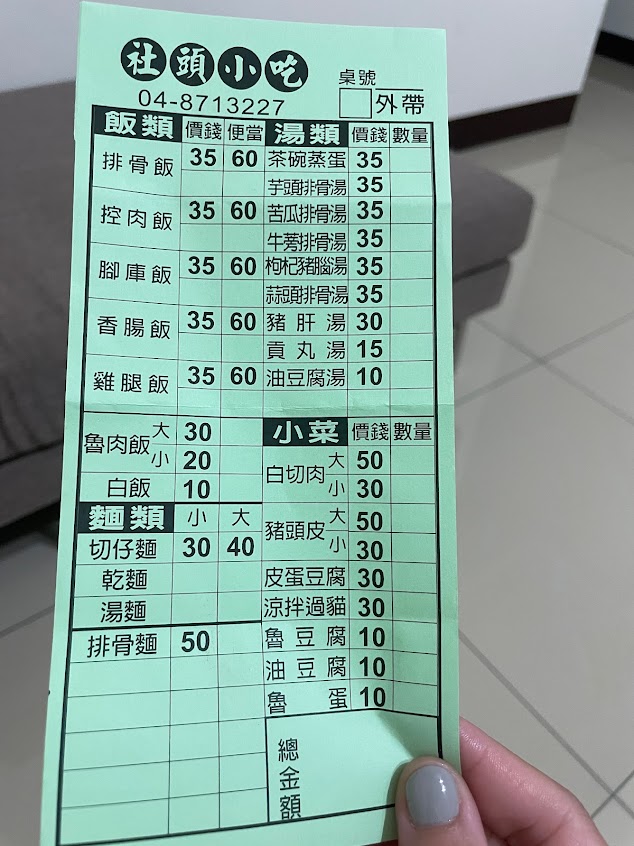 社頭小吃
04-8713227
桌號
外帶
飯類 價錢 便當
排骨飯 35 60
控肉飯 35 60
腳庫飯 35 60
香腸飯 35 60
雞腿飯 35 60
魯肉飯 大 30
小 20
白飯 10
麵類 小 大
切仔麵 30 40
乾麵
湯麵
排骨麵 50
湯類 價錢 數量
茶碗蒸蛋 35
芋頭排骨湯 35
苦瓜排骨湯 35
牛蒡排骨湯 35
枸杞豬腦湯 35
蒜頭排骨湯 35
豬肝湯 30
貢丸湯 15
油豆腐湯 10
小菜 價錢 數量
白切肉 大 50
小 30
豬頭皮 大 50
小 30
皮蛋豆腐 30
涼拌過貓 30
魯豆腐 10
油豆腐 10
魯蛋 10
總金額